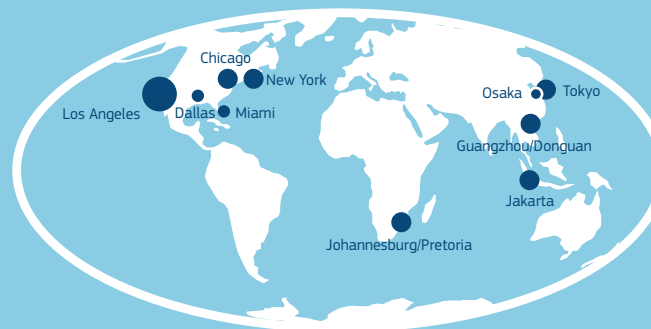 Chicago
New York
Los Angeles
Dallas
Miami
Osaka
Tokyo
Guangzhou/Donguan
Jakarta
Johannesburg/Pretoria